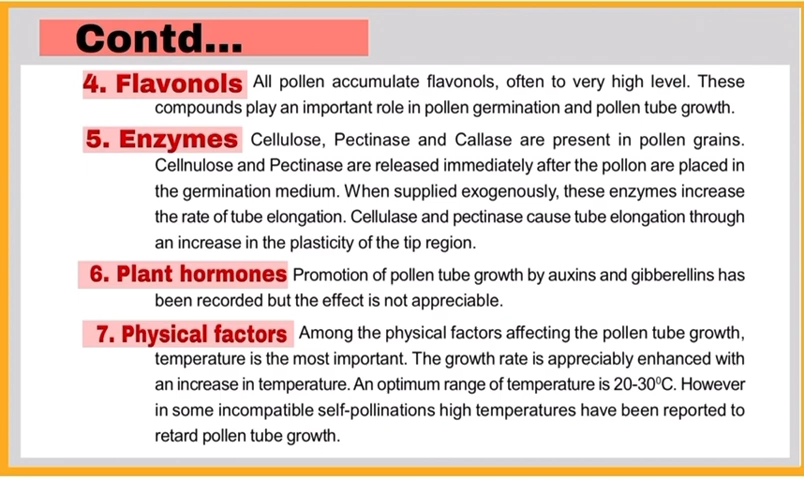 Contd...
4. Flavonols All pollen accumulate flavonols, often to very high level. These
compounds play an important role in pollen germination and pollen tube growth.
5. Enzymes Cellulose, Pectinase and Callase are present in pollen grains.
Cellnulose and Pectinase are released immediately after the pollon are placed in
the germination medium. When supplied exogenously, these enzymes increase
the rate of tube elongation. Cellulase and pectinase cause tube elongation through
an increase in the plasticity of the tip region.
6. Plant hormones Promotion of pollen tube growth by auxins and gibberellins has
been recorded but the effect is not appreciable.
7. Physical factors Among the physical factors affecting the pollen tube growth,
temperature is the most important. The growth rate is appreciably enhanced with
an increase in temperature. An optimum range of temperature is 20-30⁰C. However
in some incompatible self-pollinations high temperatures have been reported to
retard pollen tube growth.